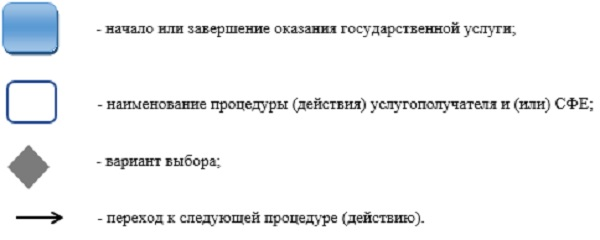 - начало или завершение оказания государственной услуги;
- наименование процедуры (действия) услугополучателя и (или) СФЕ;
- вариант выбора;
- переход к следующей процедуре (действию).